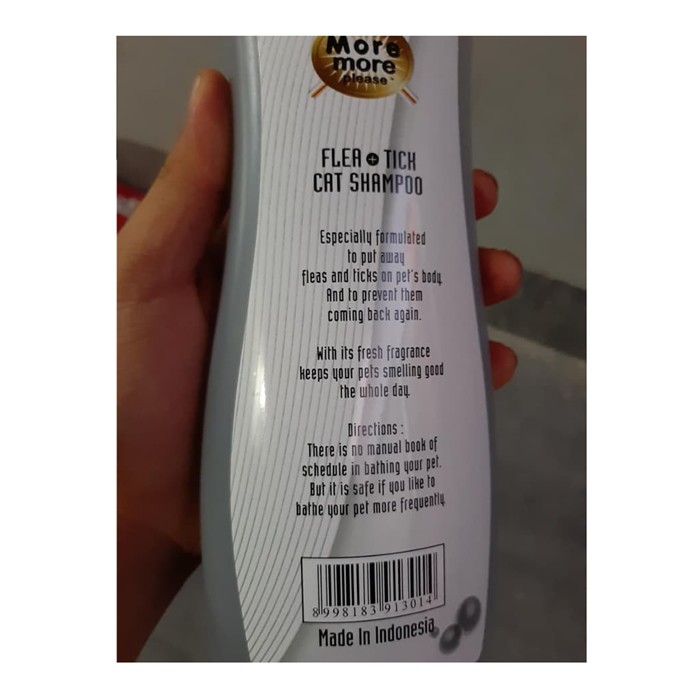 More
more
please
FLEA + TICK
CAT SHAMPOO
Especially formulated
to put away
fleas and ticks on pet's body.
And to prevent them
coming back again.
With its fresh fragrance
keeps your pets smelling good
the whole day.
Directions :
There is no manual book of
schedule in bathing your pet.
But it is safe if you like to
bathe your pet more frequently.
8 998183 913014
Made In Indonesia